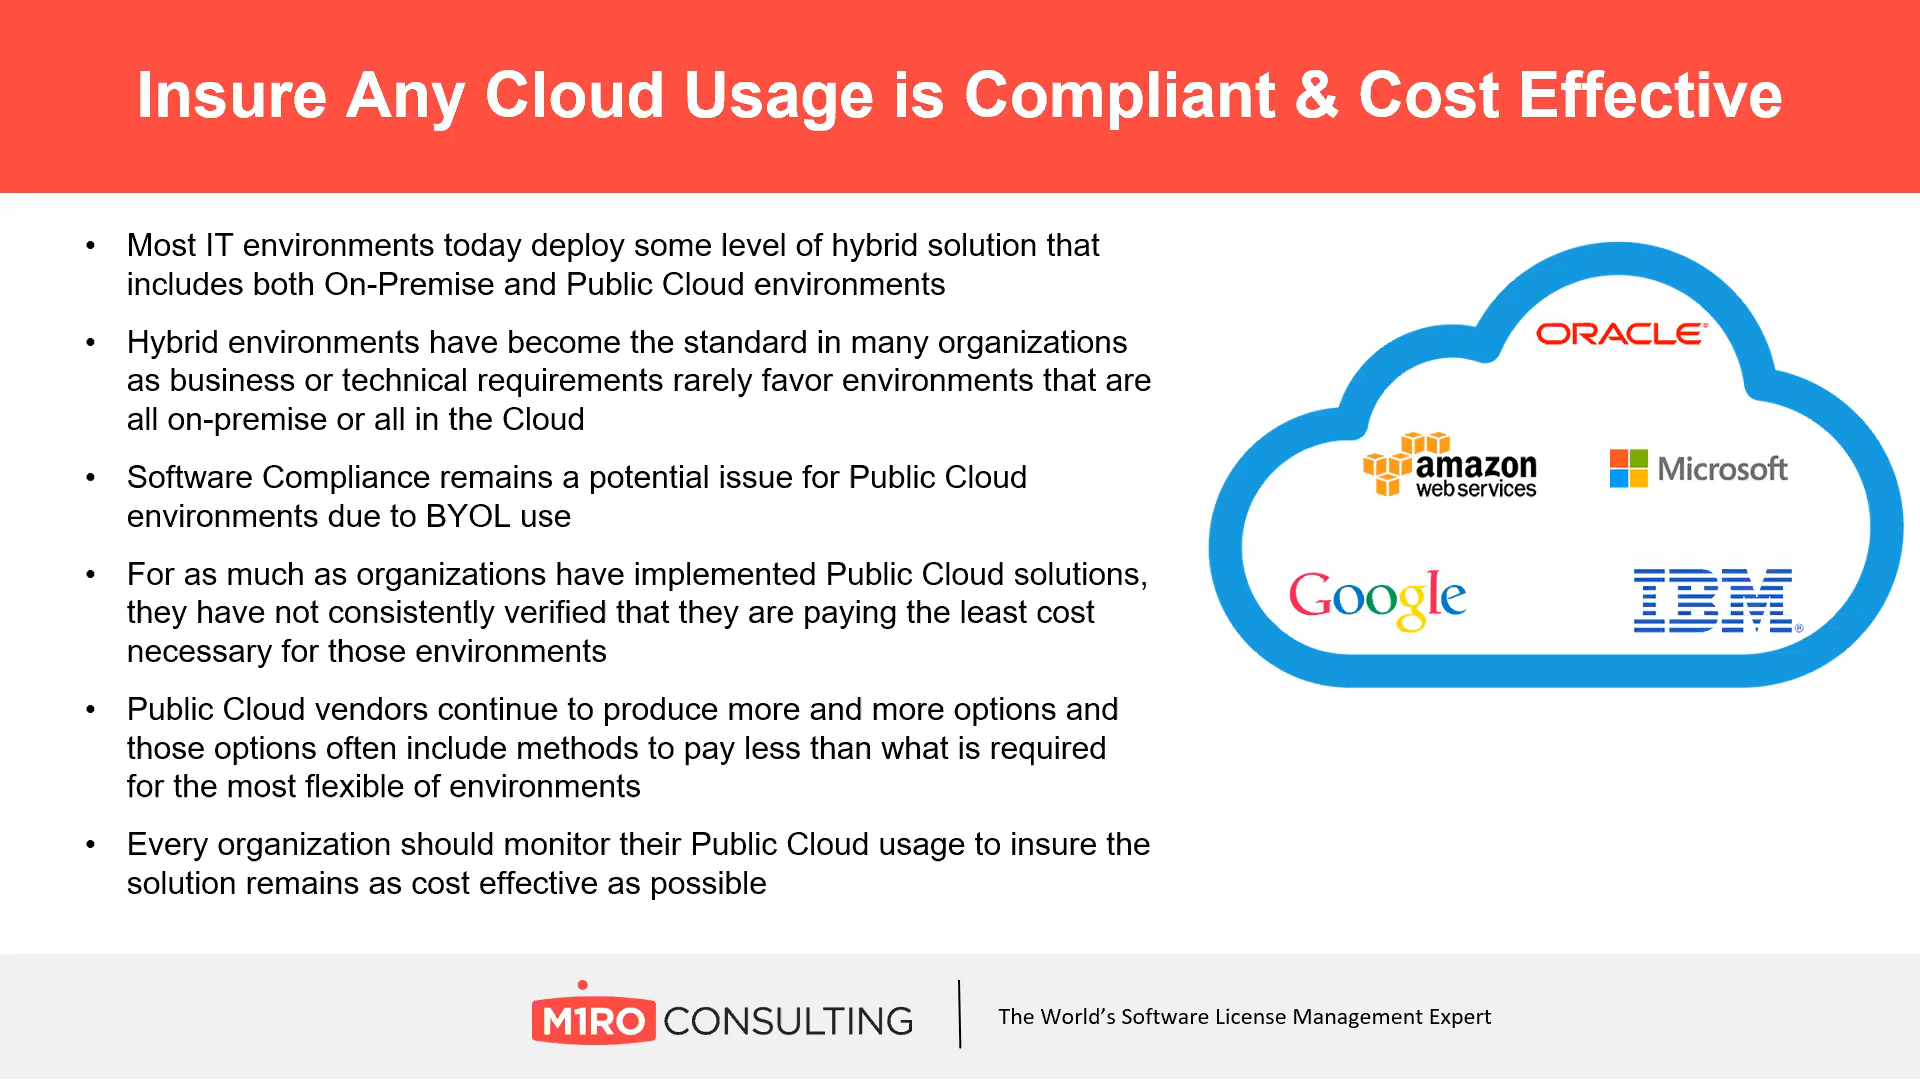 Insure Any Cloud Usage is Compliant & Cost Effective
• Most IT environments today deploy some level of hybrid solution that
includes both On-Premise and Public Cloud environments
• Hybrid environments have become the standard in many organizations
as business or technical requirements rarely favor environments that are
all on-premise or all in the Cloud
• Software Compliance remains a potential issue for Public Cloud
environments due to BYOL use
• For as much as organizations have implemented Public Cloud solutions,
they have not consistently verified that they are paying the least cost
necessary for those environments
• Public Cloud vendors continue to produce more and more options and
those options often include methods to pay less than what is required
for the most flexible of environments
• Every organization should monitor their Public Cloud usage to insure the
solution remains as cost effective as possible
ORACLE®
amazon
web services
Microsoft
Google
IBM®
M1RO CONSULTING
The World's Software License Management Expert